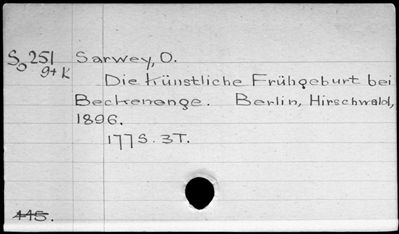 So 251 Sarwey, O.
9+K
Die künstliche Frühgeburt bei
Beckenenge. Berlin, Hirschwald,
1896.
177 S. 3T.
445.